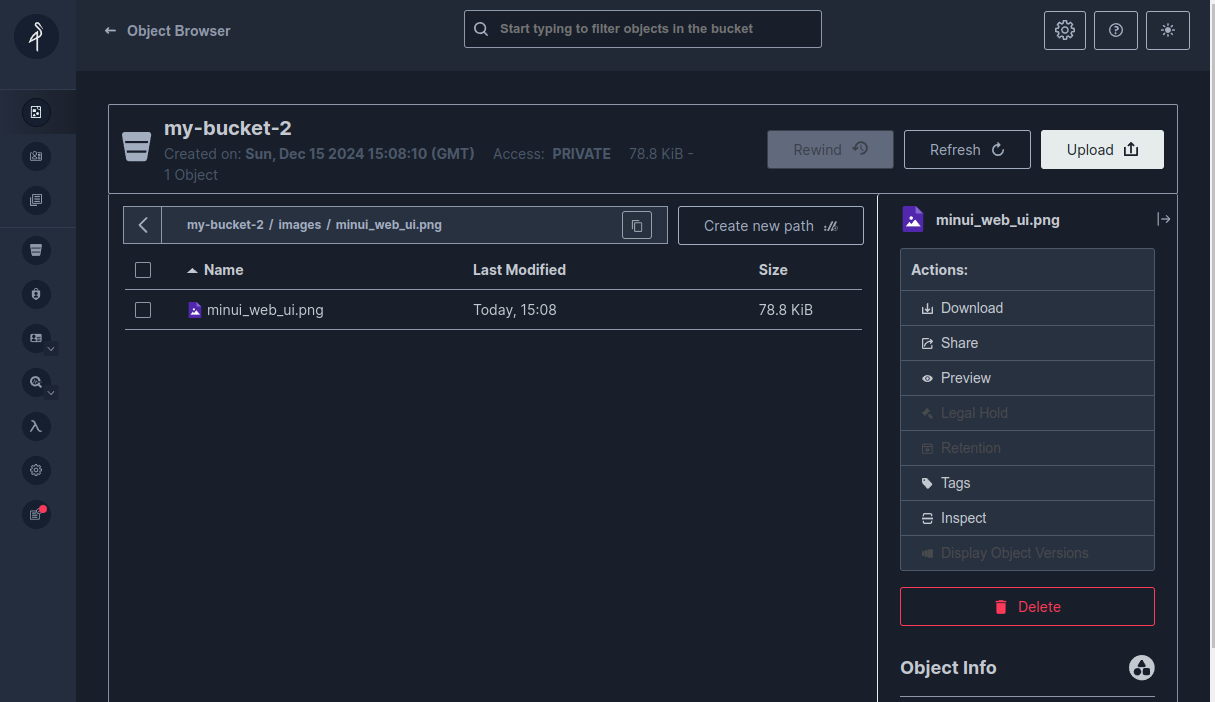 Object Browser
Start typing to filter objects in the bucket
my-bucket-2
Created on: Sun, Dec 15 2024 15:08:10 (GMT) Access: PRIVATE 78.8 KiB -
1 Object
Rewind
Refresh
Upload
my-bucket-2 / images / minui_web_ui.png
Create new path
Name Last Modified Size
minui_web_ui.png Today, 15:08 78.8 KiB
minui_web_ui.png
Actions:
Download
Share
Preview
Legal Hold
Retention
Tags
Inspect
Display Object Versions
Delete
Object Info